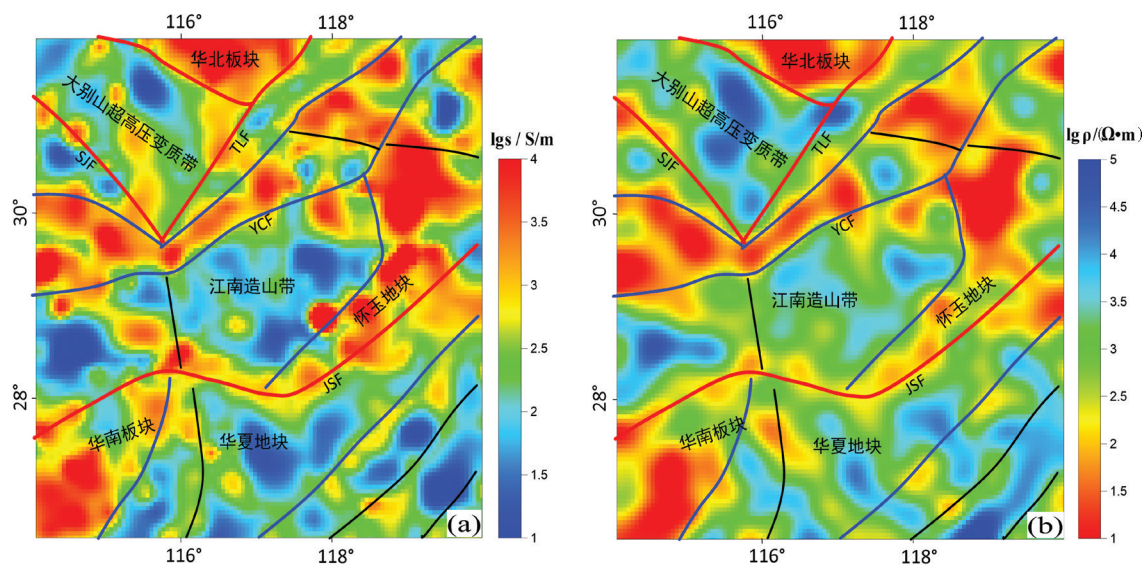 116°
118°
华北板块
大别山超高压变质带
SJF
TLF
30°
YCF
江南造山带
怀玉地块
28°
JSF
华南板块
华夏地块
(a)
116°
118°
lgs / S/m
4
3.5
3
2.5
2
1.5
1
116°
118°
华北板块
大别山超高压变质带
SJF
TLF
30°
YCF
江南造山带
怀玉地块
28°
JSF
华南板块
华夏地块
(b)
116°
118°
lg ρ/(Ω•m)
5
4.5
4
3.5
3
2.5
2
1.5
1